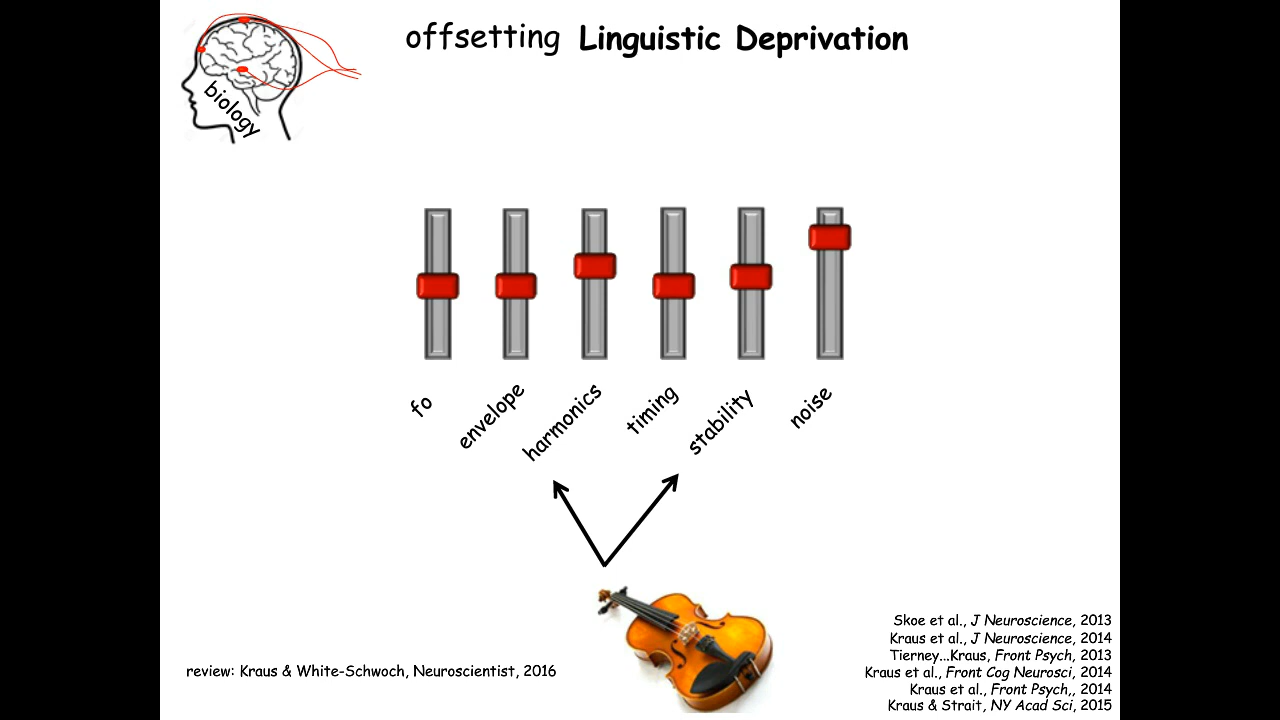 offsetting Linguistic Deprivation
biology
fo
envelope
harmonics
timing
stability
noise
review: Kraus & White-Schwoch, Neuroscientist, 2016
Skoe et al., J Neuroscience, 2013
Kraus et al., J Neuroscience, 2014
Tierney...Kraus, Front Psych, 2013
Kraus et al., Front Cog Neurosci, 2014
Kraus et al., Front Psych,, 2014
Kraus & Strait, NY Acad Sci, 2015